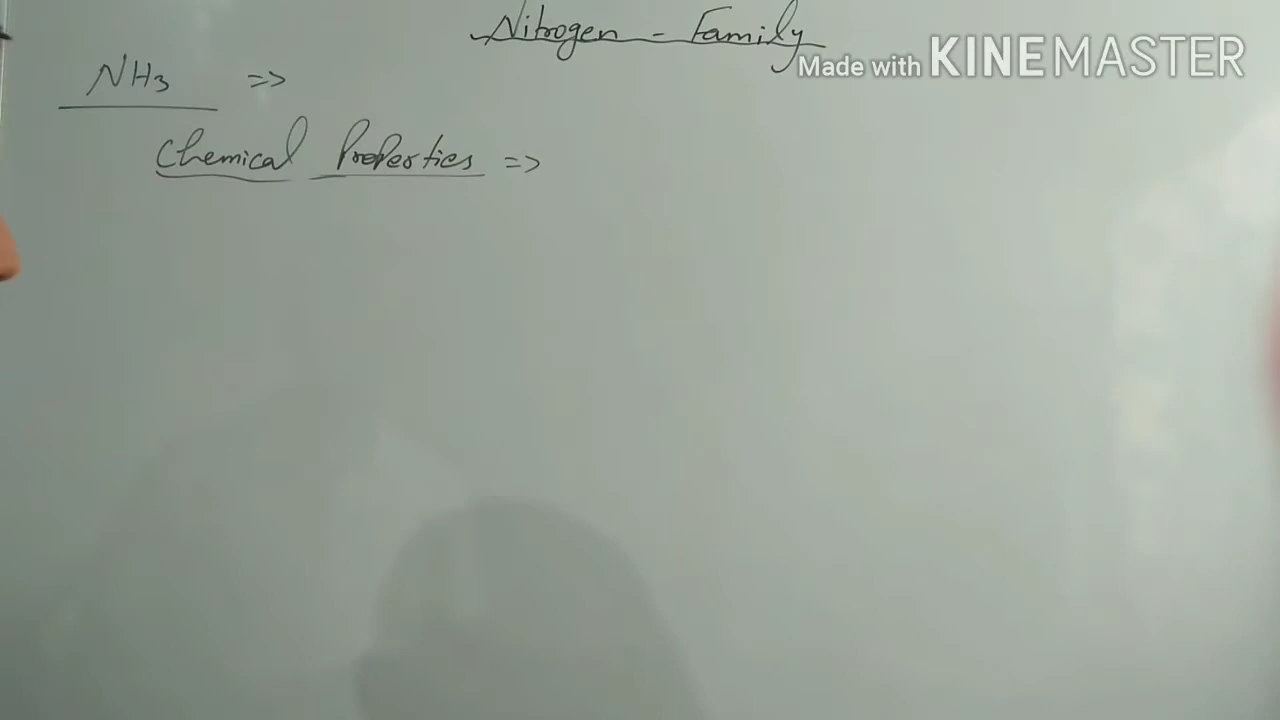 Nitrogen - Family
Made with KINEMASTER
NH3 =>
Chemical Properties =>